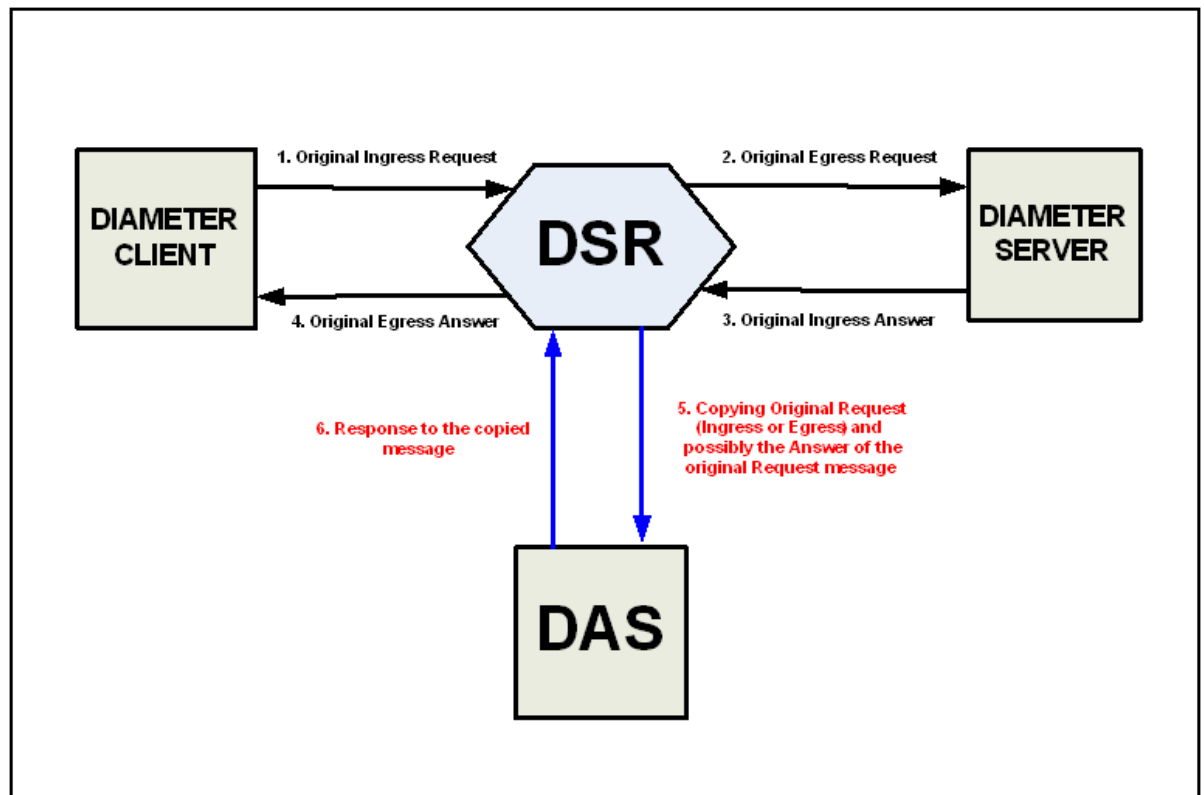 1. Original Ingress Request
2. Original Egress Request
DIAMETER
CLIENT
DSR
DIAMETER
SERVER
4. Original Egress Answer
3. Original Ingress Answer
6. Response to the copied
message
5. Copying Original Request
(Ingress or Egress) and
possibly the Answer of the
original Request message
DAS